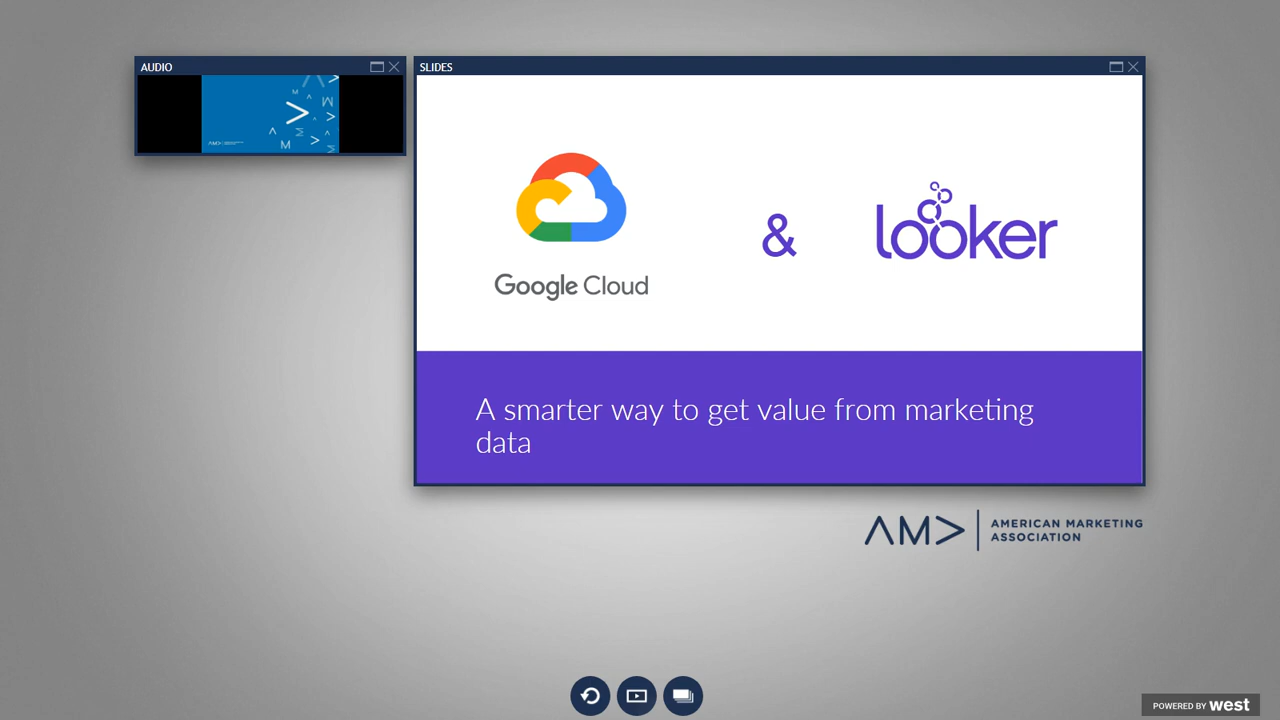 AUDIO
SLIDES
Google Cloud
&
looker
A smarter way to get value from marketing
data
AMA
AMERICAN MARKETING
ASSOCIATION
POWERED BY west